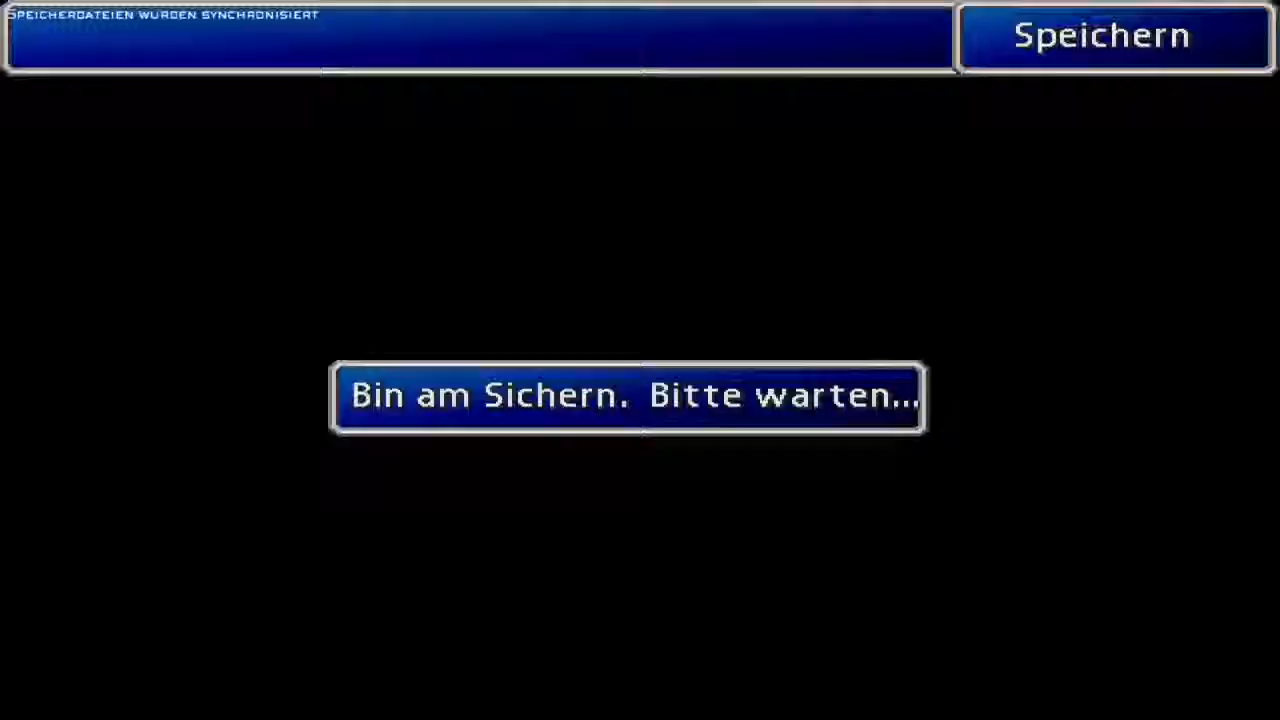 SPEICHERDATEIEN WURDEN SYNCHRONISIERT
Speichern
Bin am Sichern. Bitte warten...